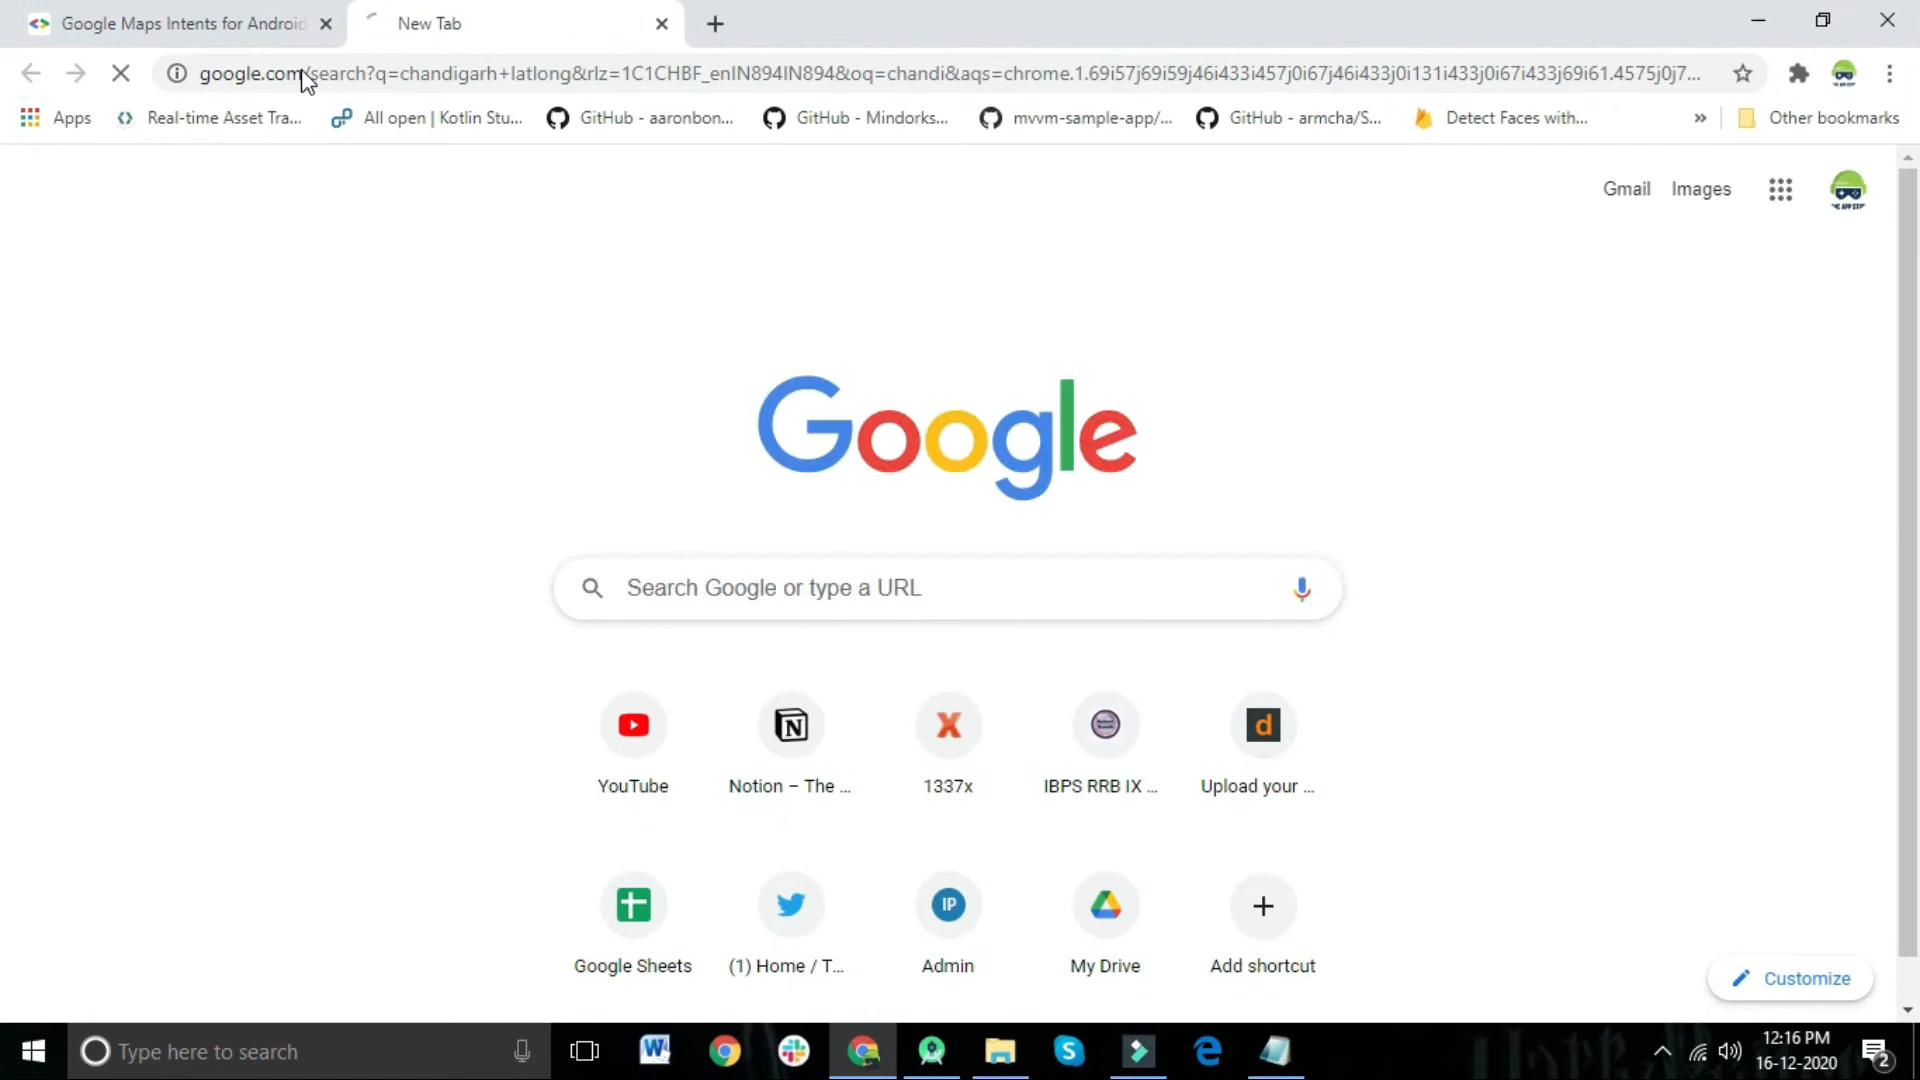 Google Maps Intents for Android
New Tab
google.com/search?q=chandigarh+latlong&rlz=1C1CHBF_enIN894IN894&oq=chandi&aqs=chrome.1.69i57j69i59j46i433i457j0i67j46i433j0i131i433j0i67i433j69i61.4575j0j7...
Apps
Real-time Asset Tra...
All open | Kotlin Stu...
GitHub - aaronbon...
GitHub - Mindorks...
mvvm-sample-app/...
GitHub - armcha/S...
Detect Faces with...
Other bookmarks
Gmail
Images
Google
Search Google or type a URL
YouTube
Notion – The ...
1337x
IBPS RRB IX ...
Upload your ...
Google Sheets
(1) Home / T...
IP
Admin
My Drive
Add shortcut
Customize
Type here to search
12:16 PM
16-12-2020
2